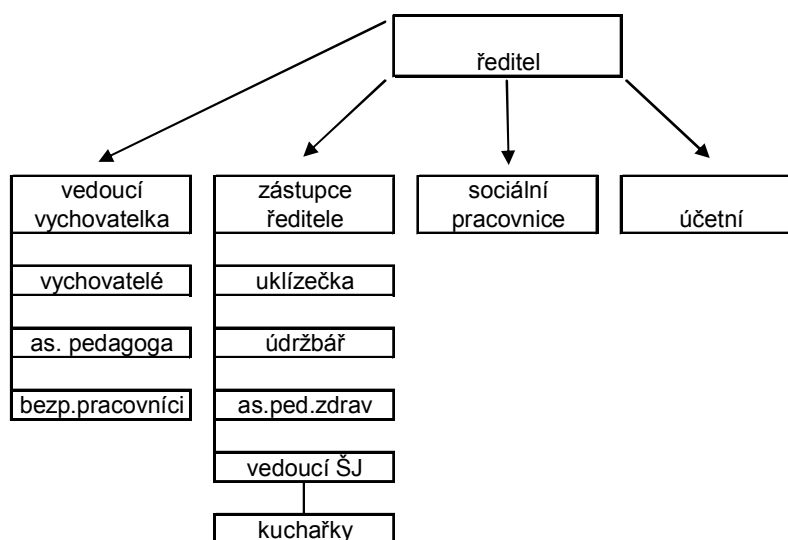 ředitel
vedoucí
vychovatelka
zástupce
ředitele
sociální
pracovnice
účetní
vychovatelé
uklízečka
as. pedagoga
údržbář
bezp.pracovníci
as.ped.zdrav
vedoucí ŠJ
kuchařky